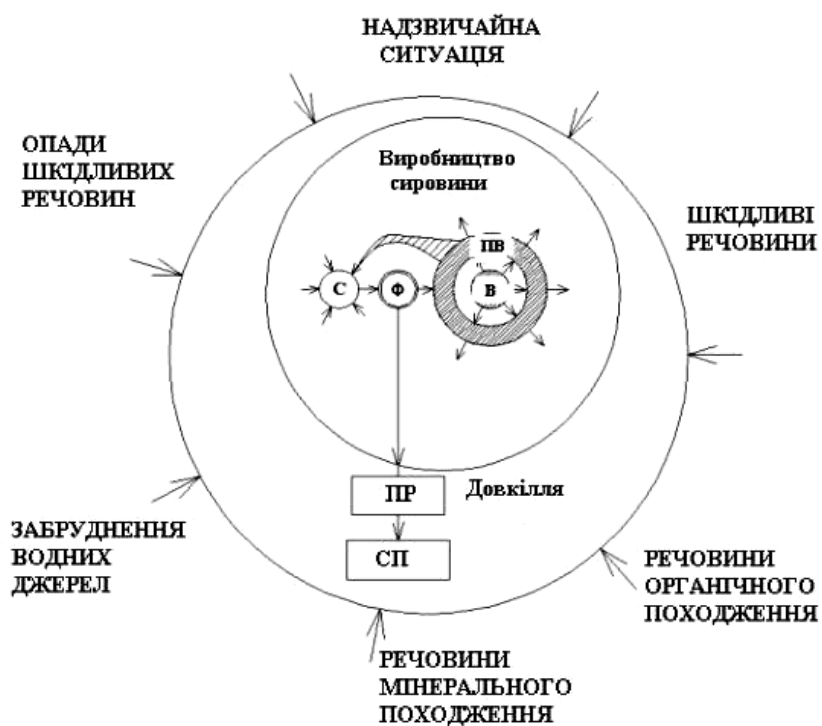 НАДЗВИЧАЙНА
СИТУАЦІЯ
ОПАДИ
ШКІДЛИВИХ
РЕЧОВИН
Виробництво
сировини
ШКІДЛИВІ
РЕЧОВИНИ
ПВ
С
Ф
В
ПР
Довкілля
СП
ЗАБРУДНЕННЯ
ВОДНИХ
ДЖЕРЕЛ
РЕЧОВИНИ
ОРГАНІЧНОГО
ПОХОДЖЕННЯ
РЕЧОВИНИ
МІНЕРАЛЬНОГО
ПОХОДЖЕННЯ